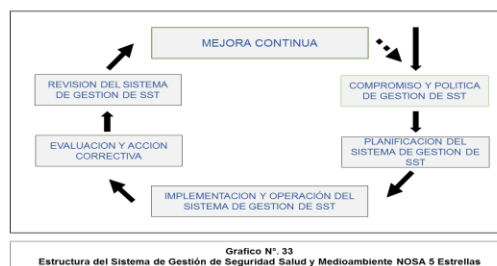 MEJORA CONTINUA
REVISION DEL SISTEMA
DE GESTION DE SST
COMPROMISO Y POLITICA
DE GESTION DE SST
EVALUACION Y ACCION
CORRECTIVA
PLANIFICACION DEL
SISTEMA DE GESTION DE
SST
IMPLEMENTACION Y OPERACIÓN DEL
SISTEMA DE GESTION DE SST
Grafico N°. 33
Estructura del Sistema de Gestión de Seguridad Salud y Medioambiente NOSA 5 Estrellas